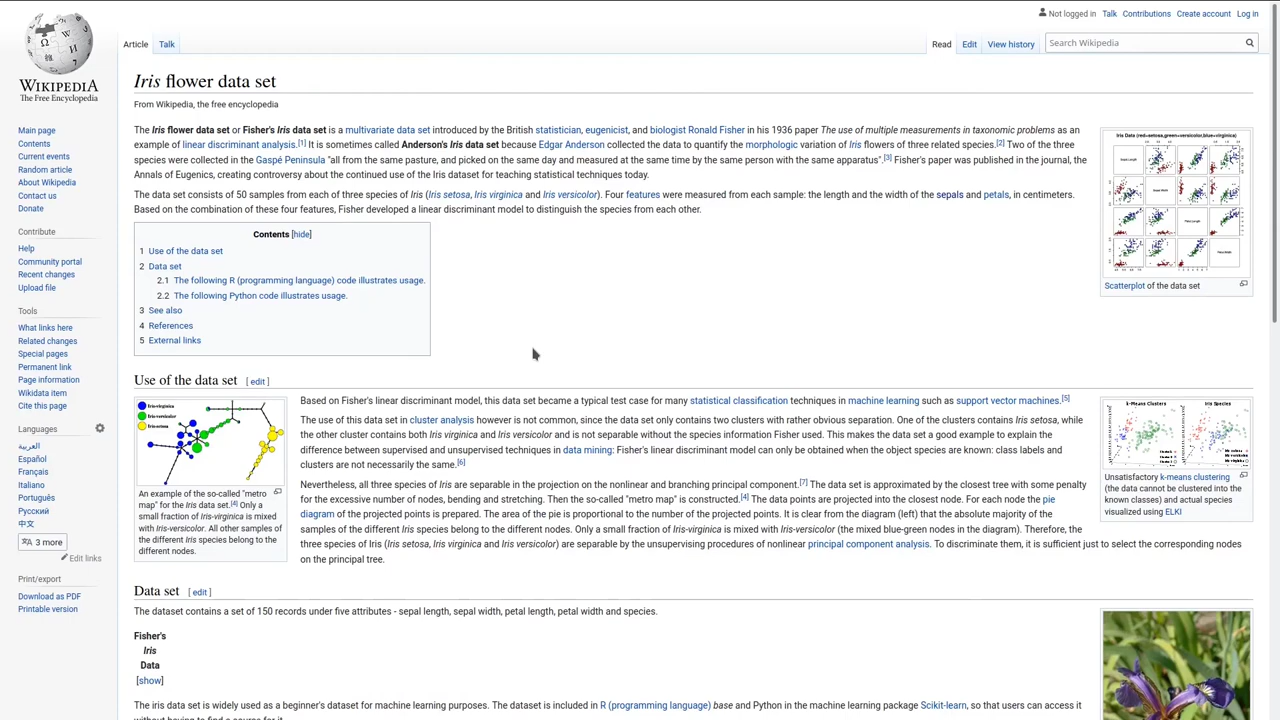 Not logged in Talk Contributions Create account Log in
Article Talk Read Edit View history Search Wikipedia
WIKIPEDIA
The Free Encyclopedia
Main page
Contents
Current events
Random article
About Wikipedia
Contact us
Donate
Contribute
Help
Community portal
Recent changes
Upload file
Tools
What links here
Related changes
Special pages
Permanent link
Page information
Wikidata item
Cite this page
Languages
العربية
Español
Français
Italiano
Português
Русский
中文
3 more
Edit links
Print/export
Download as PDF
Printable version
Iris flower data set
From Wikipedia, the free encyclopedia
The Iris flower data set or Fisher's Iris data set is a multivariate data set introduced by the British statistician, eugenicist, and biologist Ronald Fisher in his 1936 paper The use of multiple measurements in taxonomic problems as an
example of linear discriminant analysis.[1] It is sometimes called Anderson's Iris data set because Edgar Anderson collected the data to quantify the morphologic variation of Iris flowers of three related species.[2] Two of the three
species were collected in the Gaspé Peninsula "all from the same pasture, and picked on the same day and measured at the same time by the same person with the same apparatus".[3] Fisher's paper was published in the journal, the
Annals of Eugenics, creating controversy about the continued use of the Iris dataset for teaching statistical techniques today.
The data set consists of 50 samples from each of three species of Iris (Iris setosa, Iris virginica and Iris versicolor). Four features were measured from each sample: the length and the width of the sepals and petals, in centimeters.
Based on the combination of these four features, Fisher developed a linear discriminant model to distinguish the species from each other.
Iris Data (red=setosa,green=versicolor,blue=virginica)
Scatterplot of the data set
Contents [hide]
1 Use of the data set
2 Data set
2.1 The following R (programming language) code illustrates usage.
2.2 The following Python code illustrates usage.
3 See also
4 References
5 External links
Use of the data set [ edit ]
Iris-virginica
Iris-versicolor
Iris-setosa
An example of the so-called "metro
map" for the Iris data set.[4] Only a
small fraction of Iris-virginica is mixed
with Iris-versicolor. All other samples of
the different Iris species belong to the
different nodes.
Based on Fisher's linear discriminant model, this data set became a typical test case for many statistical classification techniques in machine learning such as support vector machines.[5]
The use of this data set in cluster analysis however is not common, since the data set only contains two clusters with rather obvious separation. One of the clusters contains Iris setosa, while
the other cluster contains both Iris virginica and Iris versicolor and is not separable without the species information Fisher used. This makes the data set a good example to explain the
difference between supervised and unsupervised techniques in data mining: Fisher's linear discriminant model can only be obtained when the object species are known: class labels and
clusters are not necessarily the same.[6]
Nevertheless, all three species of Iris are separable in the projection on the nonlinear and branching principal component.[7] The data set is approximated by the closest tree with some penalty
for the excessive number of nodes, bending and stretching. Then the so-called "metro map" is constructed.[4] The data points are projected into the closest node. For each node the pie
diagram of the projected points is prepared. The area of the pie is proportional to the number of the projected points. It is clear from the diagram (left) that the absolute majority of the
samples of the different Iris species belong to the different nodes. Only a small fraction of Iris-virginica is mixed with Iris-versicolor (the mixed blue-green nodes in the diagram). Therefore, the
three species of Iris (Iris setosa, Iris virginica and Iris versicolor) are separable by the unsupervising procedures of nonlinear principal component analysis. To discriminate them, it is sufficient just to select the corresponding nodes
on the principal tree.
k-Means Clusters Iris Species
Unsatisfactory k-means clustering
(the data cannot be clustered into the
known classes) and actual species
visualized using ELKI
Data set [ edit ]
The dataset contains a set of 150 records under five attributes - sepal length, sepal width, petal length, petal width and species.
Fisher's
Iris
Data
[show]
The iris data set is widely used as a beginner's dataset for machine learning purposes. The dataset is included in R (programming language) base and Python in the machine learning package Scikit-learn, so that users can access it
without having to find a source for it.